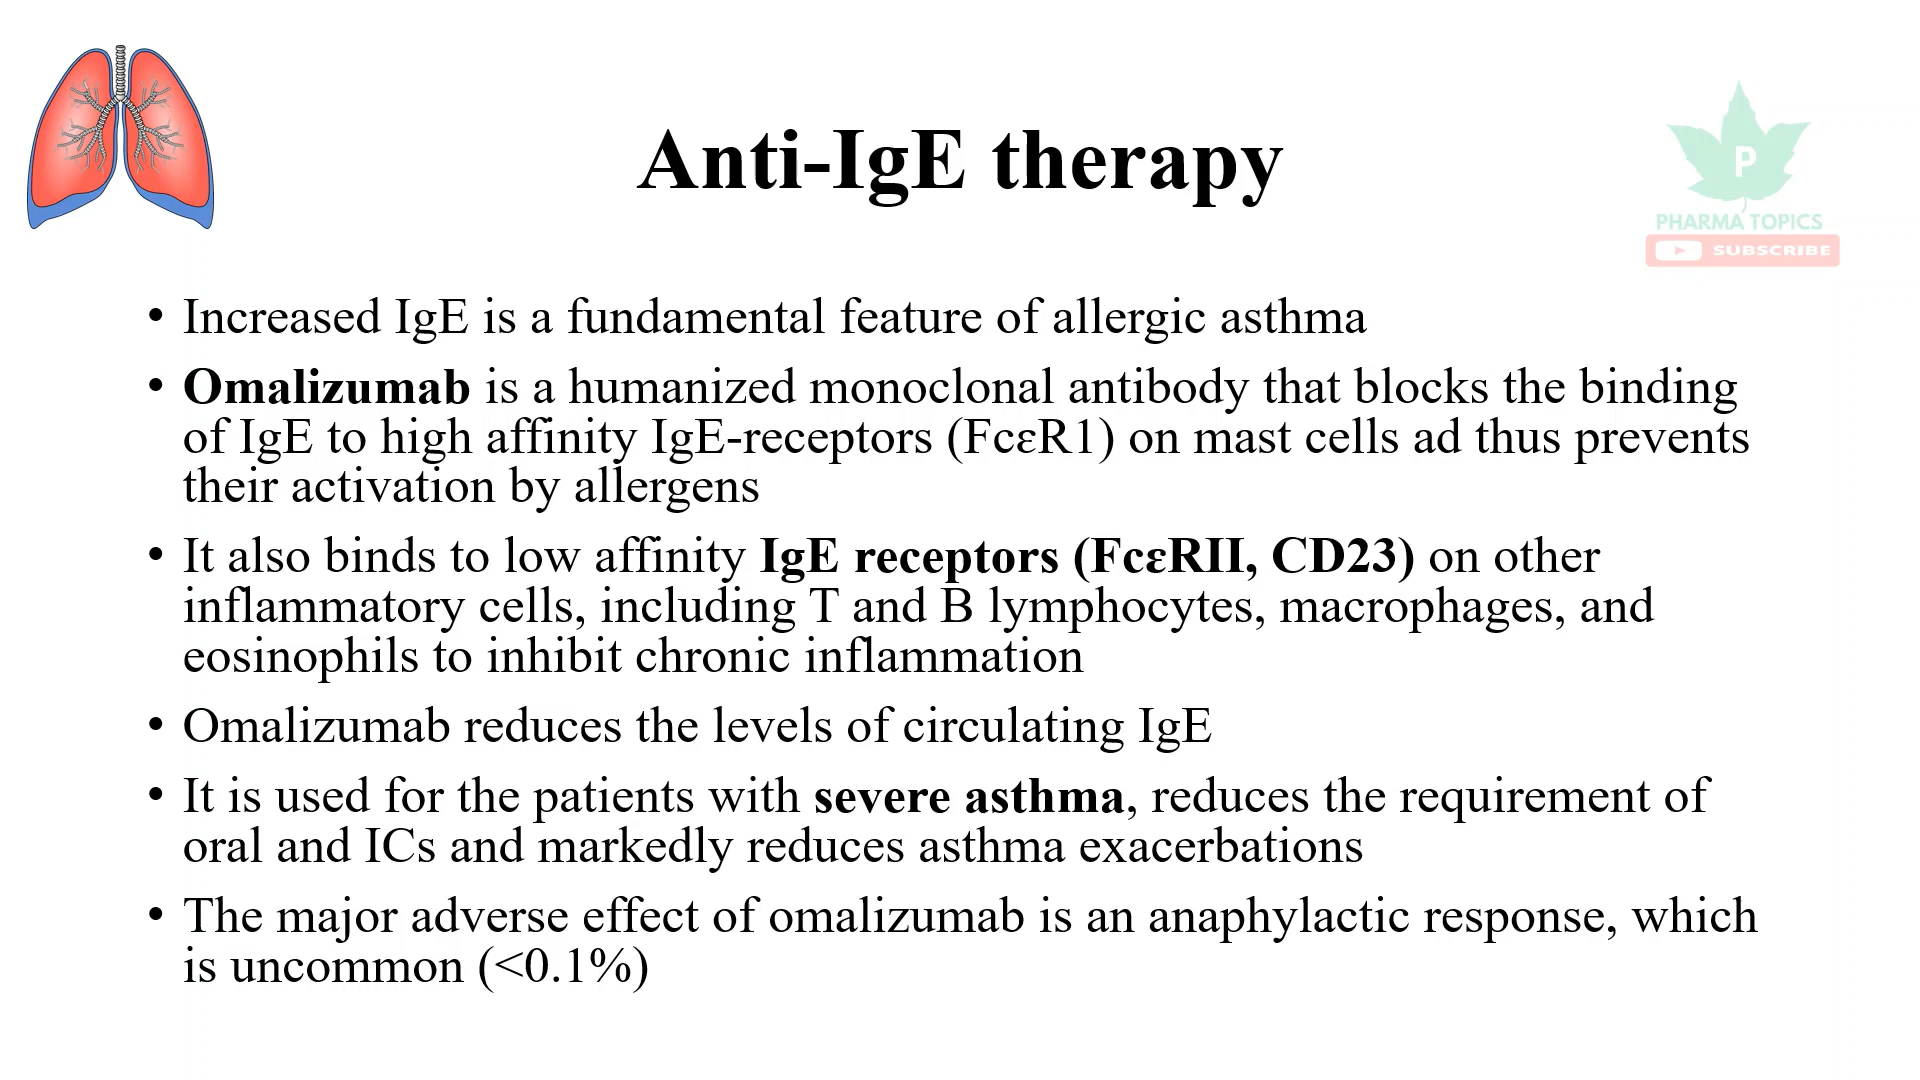 Anti-IgE therapy
PHARMA TOPICS
SUBSCRIBE
P
• Increased IgE is a fundamental feature of allergic asthma
• Omalizumab is a humanized monoclonal antibody that blocks the binding
of IgE to high affinity IgE-receptors (FcεR1) on mast cells ad thus prevents
their activation by allergens
• It also binds to low affinity IgE receptors (FcεRII, CD23) on other
inflammatory cells, including T and B lymphocytes, macrophages, and
eosinophils to inhibit chronic inflammation
• Omalizumab reduces the levels of circulating IgE
• It is used for the patients with severe asthma, reduces the requirement of
oral and ICs and markedly reduces asthma exacerbations
• The major adverse effect of omalizumab is an anaphylactic response, which
is uncommon (<0.1%)